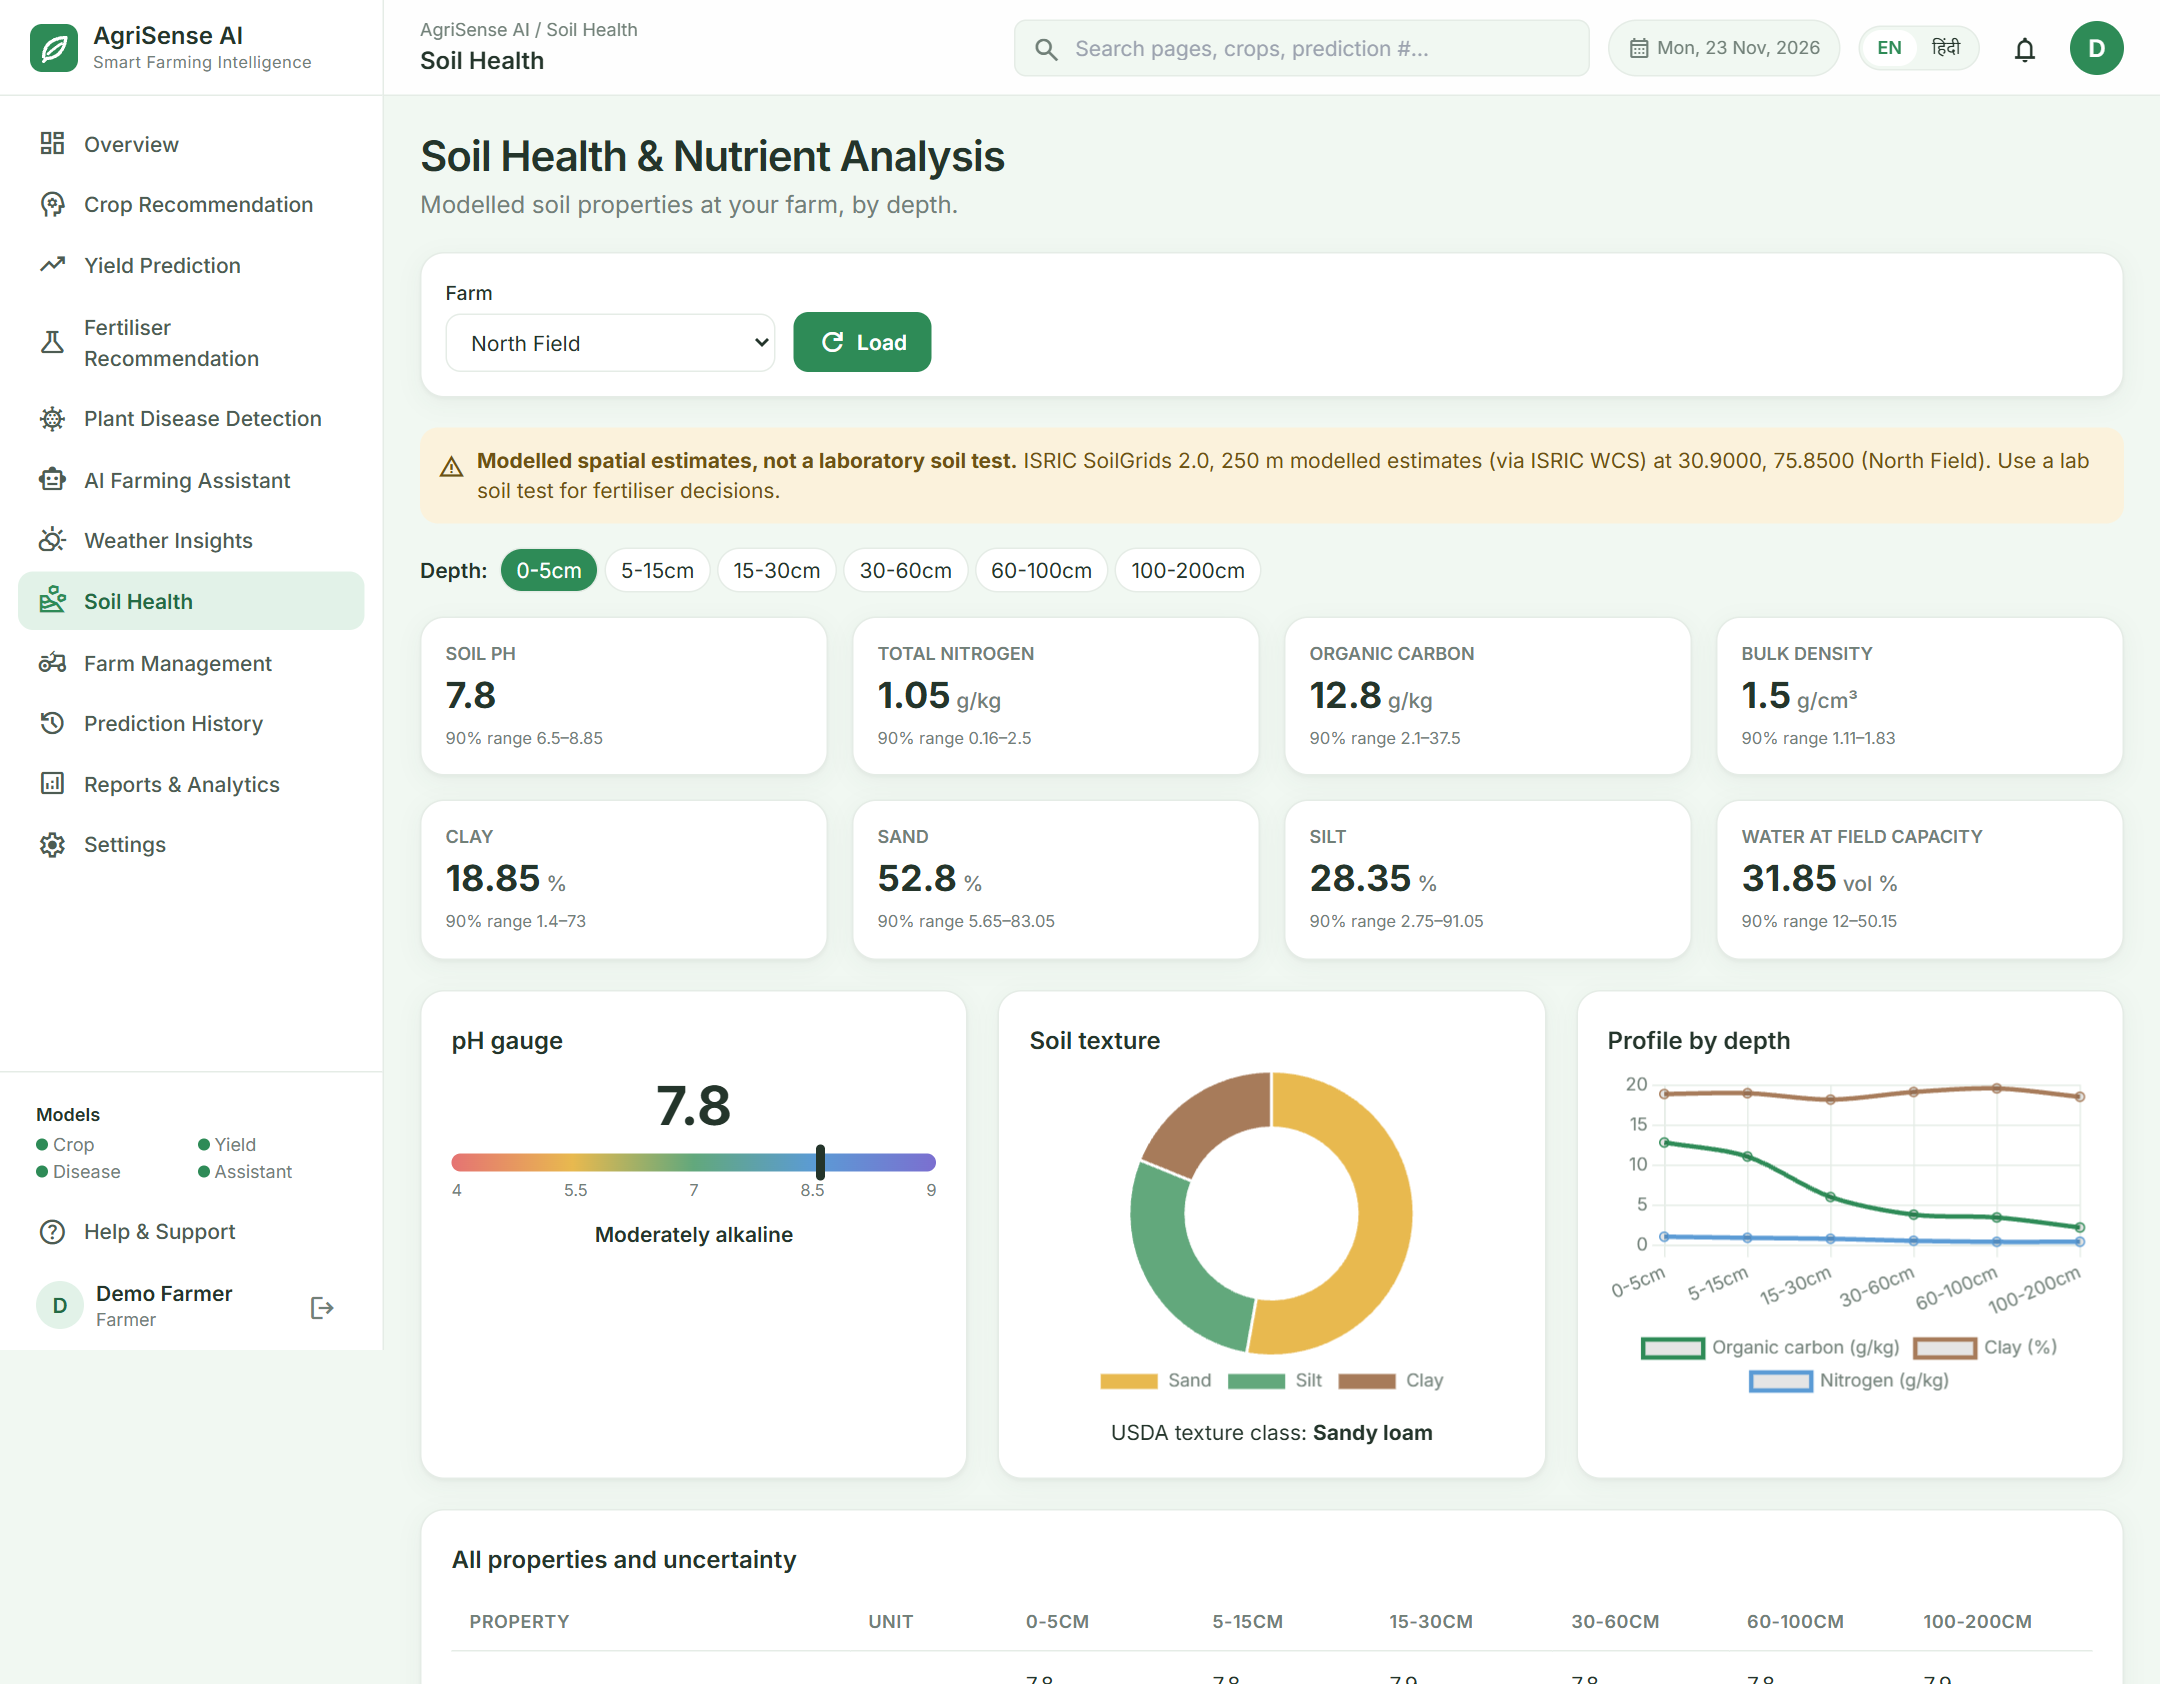 AgriSense AI
Smart Farming Intelligence
AgriSense AI / Soil Health
Soil Health
Search pages, crops, prediction #...
Mon, 23 Nov, 2026
EN
हिंदी
D
Overview
Crop Recommendation
Yield Prediction
Fertiliser
Recommendation
Plant Disease Detection
AI Farming Assistant
Weather Insights
Soil Health
Farm Management
Prediction History
Reports & Analytics
Settings
Models
Crop
Yield
Disease
Assistant
Help & Support
D
Demo Farmer
Farmer
Soil Health & Nutrient Analysis
Modelled soil properties at your farm, by depth.
Farm
North Field
Load
Modelled spatial estimates, not a laboratory soil test. ISRIC SoilGrids 2.0, 250 m modelled estimates (via ISRIC WCS) at 30.9000, 75.8500 (North Field). Use a lab
soil test for fertiliser decisions.
Depth: 0-5cm 5-15cm 15-30cm 30-60cm 60-100cm 100-200cm
SOIL PH
7.8
90% range 6.5–8.85
TOTAL NITROGEN
1.05 g/kg
90% range 0.16–2.5
ORGANIC CARBON
12.8 g/kg
90% range 2.1–37.5
BULK DENSITY
1.5 g/cm³
90% range 1.11–1.83
CLAY
18.85 %
90% range 1.4–73
SAND
52.8 %
90% range 5.65–83.05
SILT
28.35 %
90% range 2.75–91.05
WATER AT FIELD CAPACITY
31.85 vol %
90% range 12–50.15
pH gauge
7.8
4 5.5 7 8.5 9
Moderately alkaline
Soil texture
Sand Silt Clay
USDA texture class: Sandy loam
Profile by depth
20
15
10
5
0
0-5cm 5-15cm 15-30cm 30-60cm 60-100cm 100-200cm
Organic carbon (g/kg) Clay (%)
Nitrogen (g/kg)
All properties and uncertainty
PROPERTY UNIT 0-5CM 5-15CM 15-30CM 30-60CM 60-100CM 100-200CM
7.8 7.8 7.9 7.8 7.8 7.9